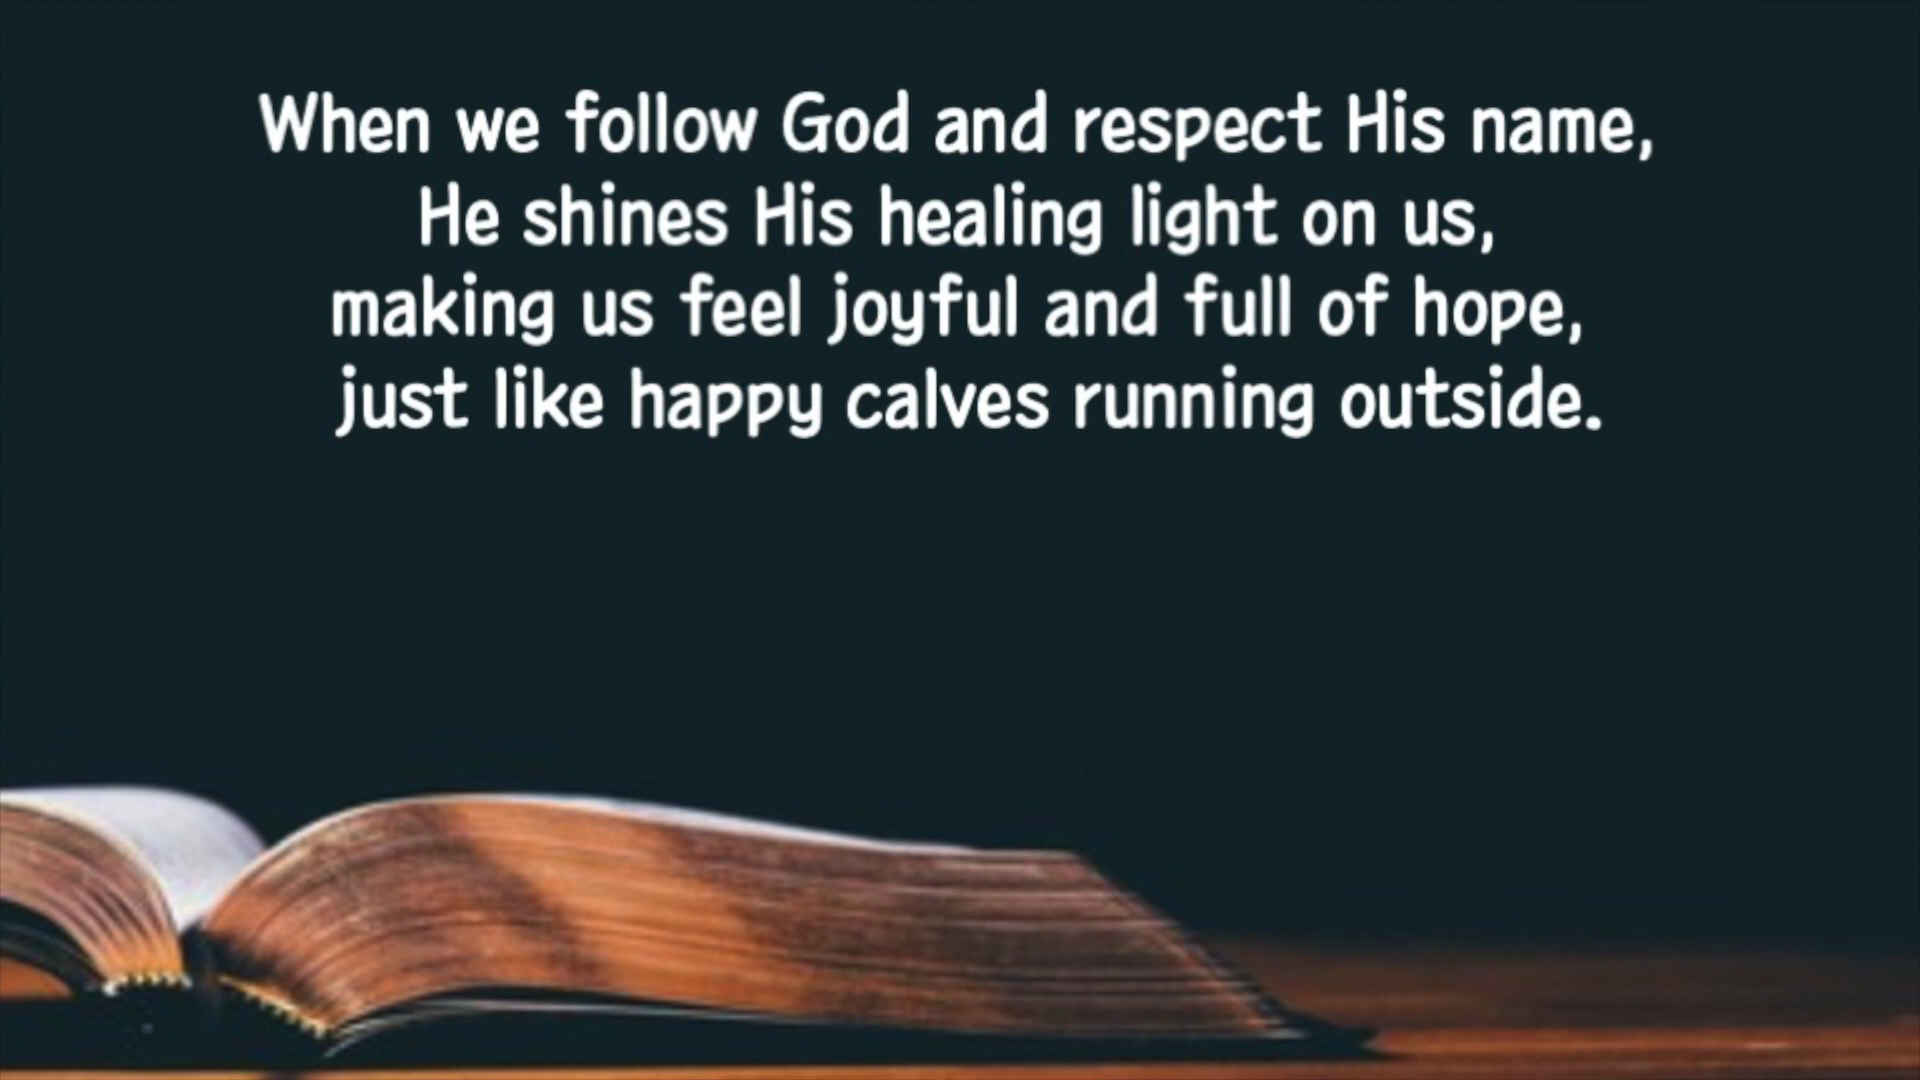 When we follow God and respect His name,
He shines His healing light on us,
making us feel joyful and full of hope,
just like happy calves running outside.